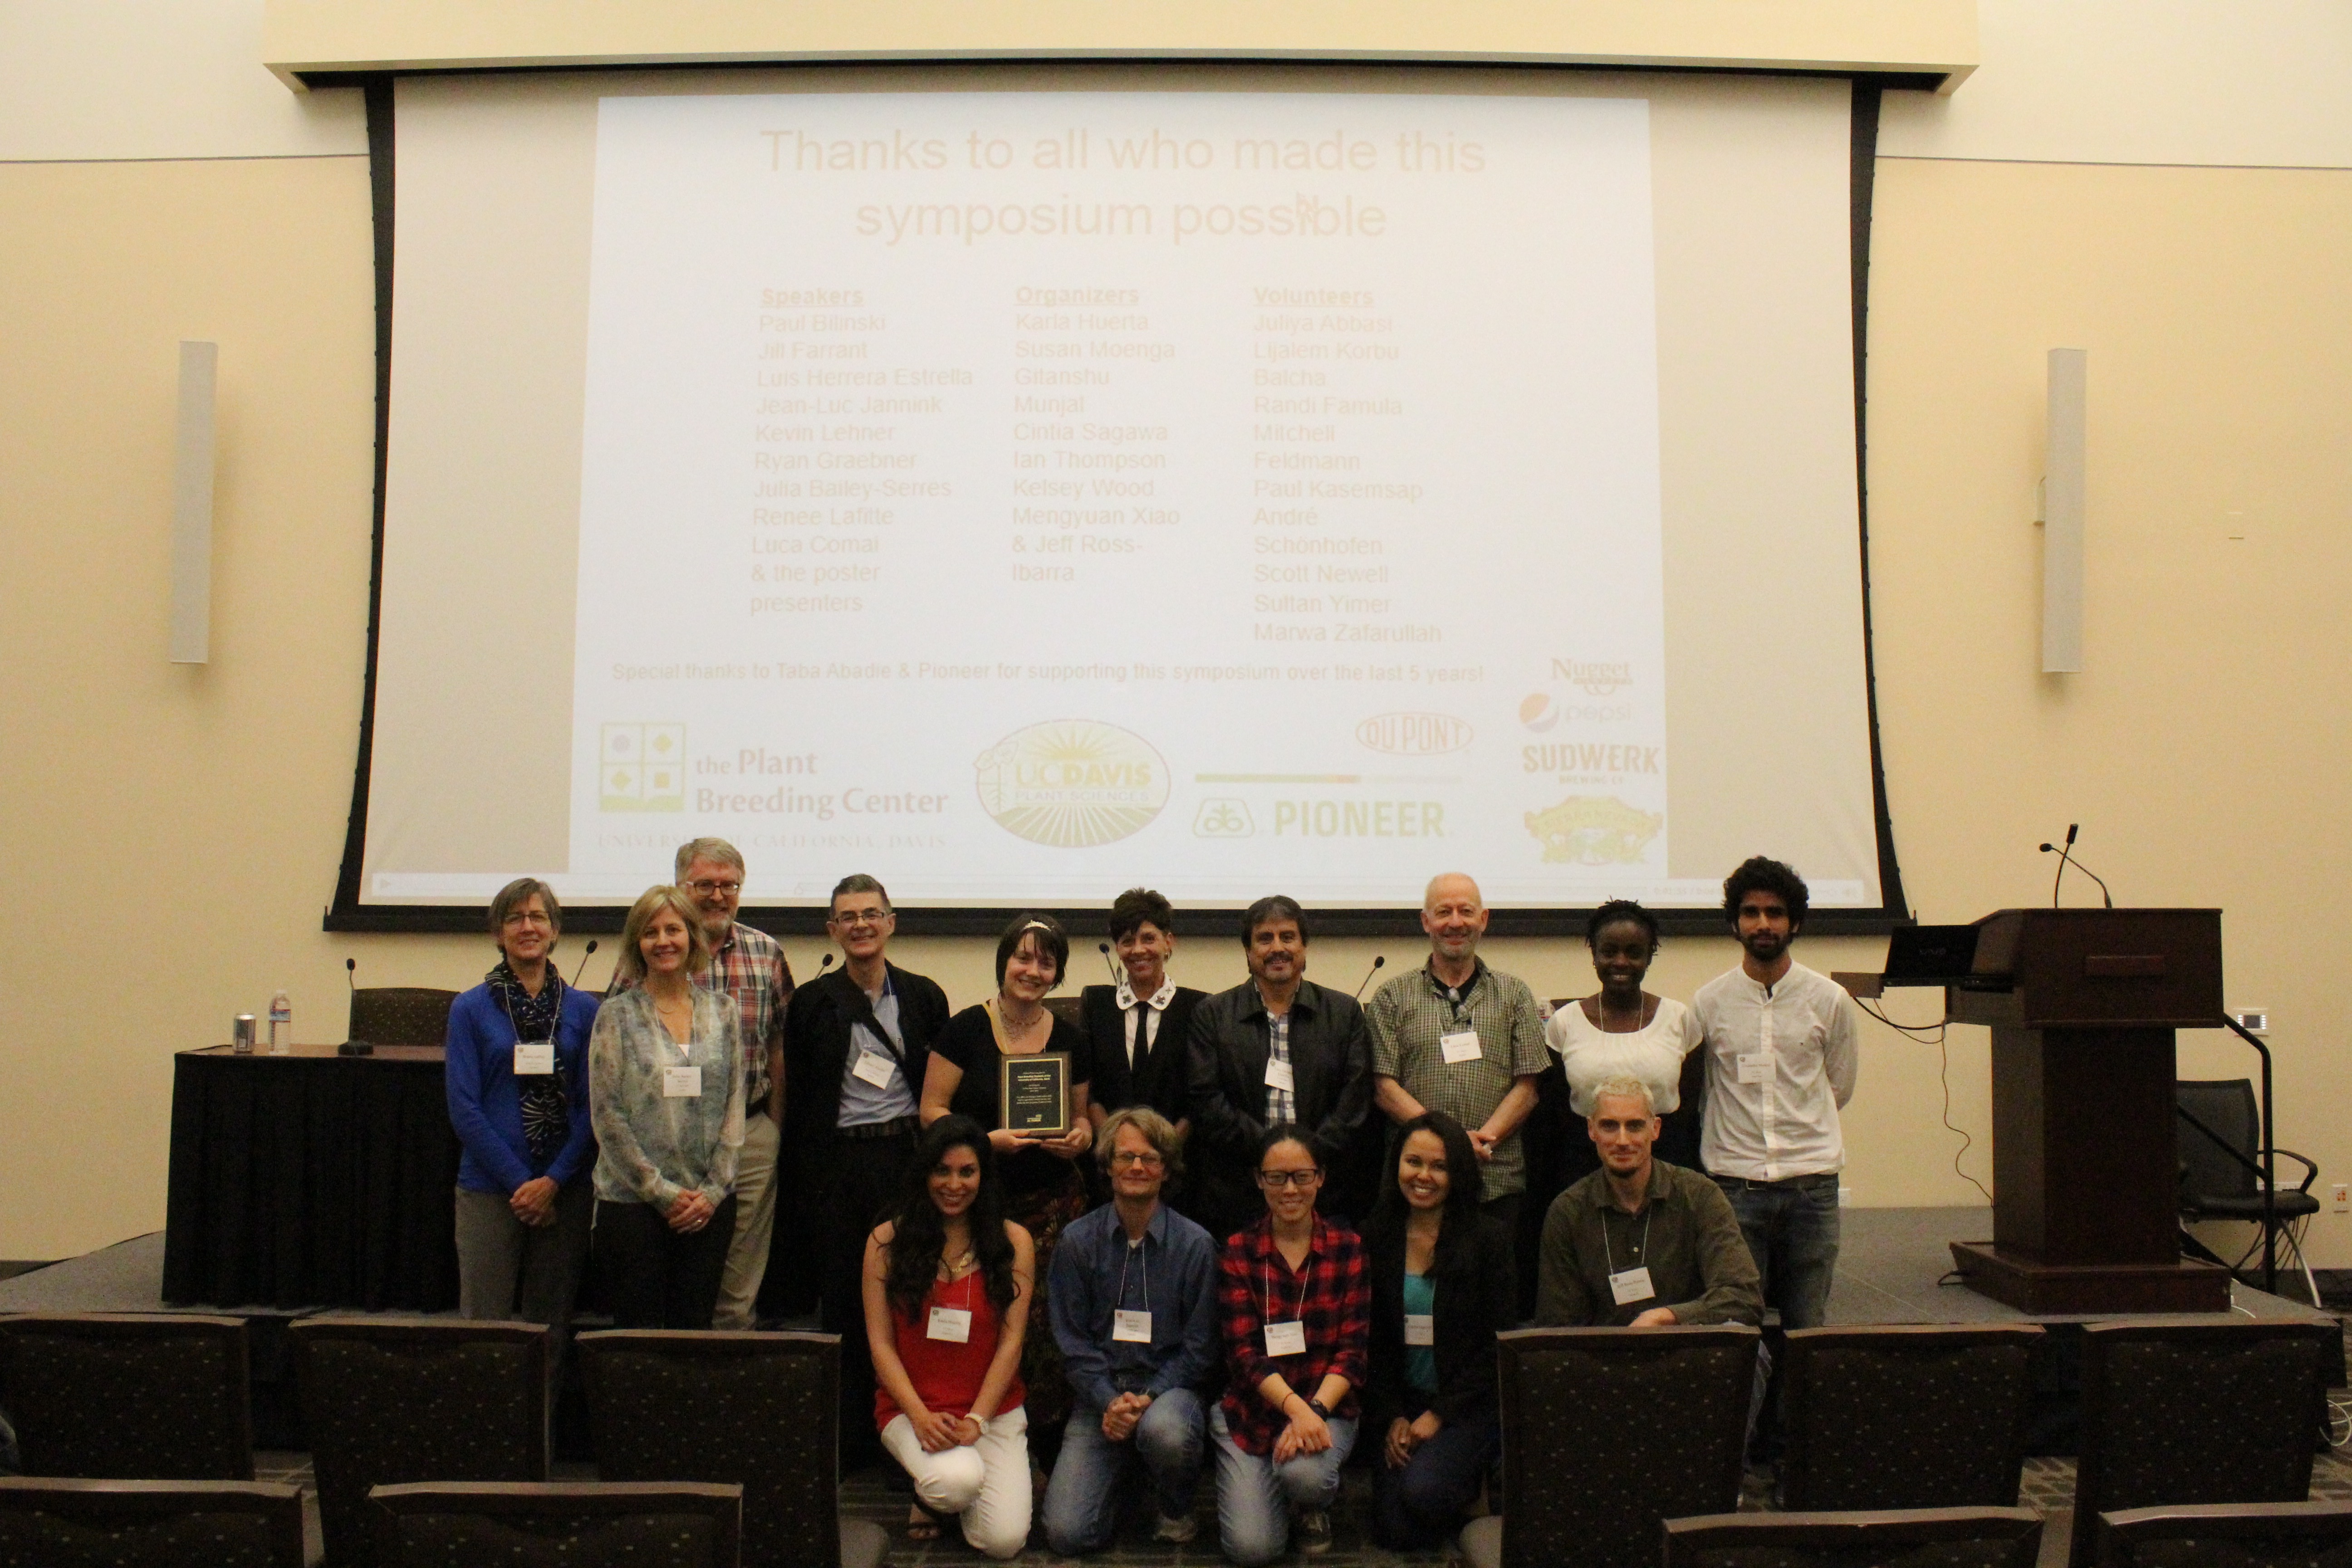 Thanks to all who made this
symposium possible
Speakers
Paul Bilinski
Jill Farrant
Luis Herrera Estrella
Jean-Luc Jannink
Kevin Lehner
Ryan Graebner
Julia Bailey-Serres
Renee Lafitte
Luca Comai
& the poster
presenters
Organizers
Karla Huerta
Susan Moenga
Gitanshu
Munjal
Cintia Sagawa
Ian Thompson
Kelsey Wood
Mengyuan Xiao
& Jeff Ross-
Ibarra
Volunteers
Juliya Abbasi
Lijalem Korbu
Balcha
Randi Famula
Mitchell
Feldmann
Paul Kasemsap
André
Schönhofen
Scott Newell
Sultan Yimer
Marwa Zafarullah
Special thanks to Taba Abadie & Pioneer for supporting this symposium over the last 5 years!
the Plant
Breeding Center
UNIVERSITY OF CALIFORNIA, DAVIS
UC DAVIS
PLANT SCIENCES
DUPONT
PIONEER
Nugget
pepsi
SUDWERK
BREWING CO.